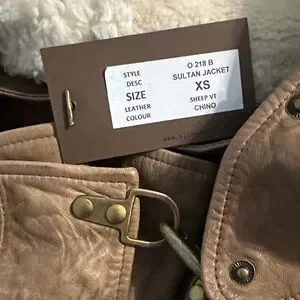 STYLE O 218 B
DESC SULTAN JACKET
SIZE XS
LEATHER SHEEP VT
COLOUR CHINO